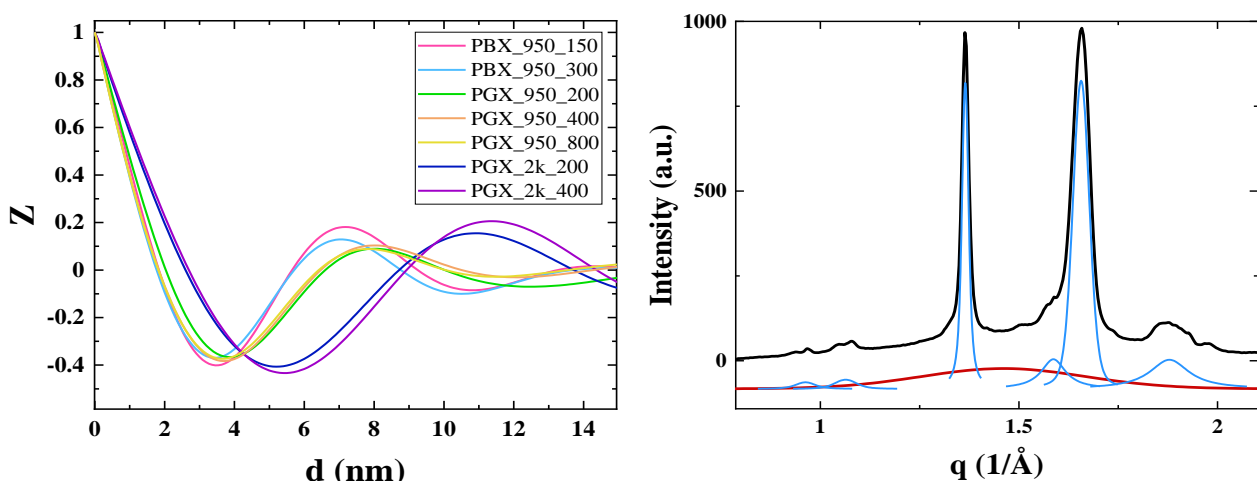 1
0.8
0.6
0.4
0.2
0
-0.2
-0.4
Z
0
2
4
6
8
10
12
14
d (nm)
PBX_950_150
PBX_950_300
PGX_950_200
PGX_950_400
PGX_950_800
PGX_2k_200
PGX_2k_400
1000
500
0
Intensity (a.u.)
1
1.5
2
q (1/Å)